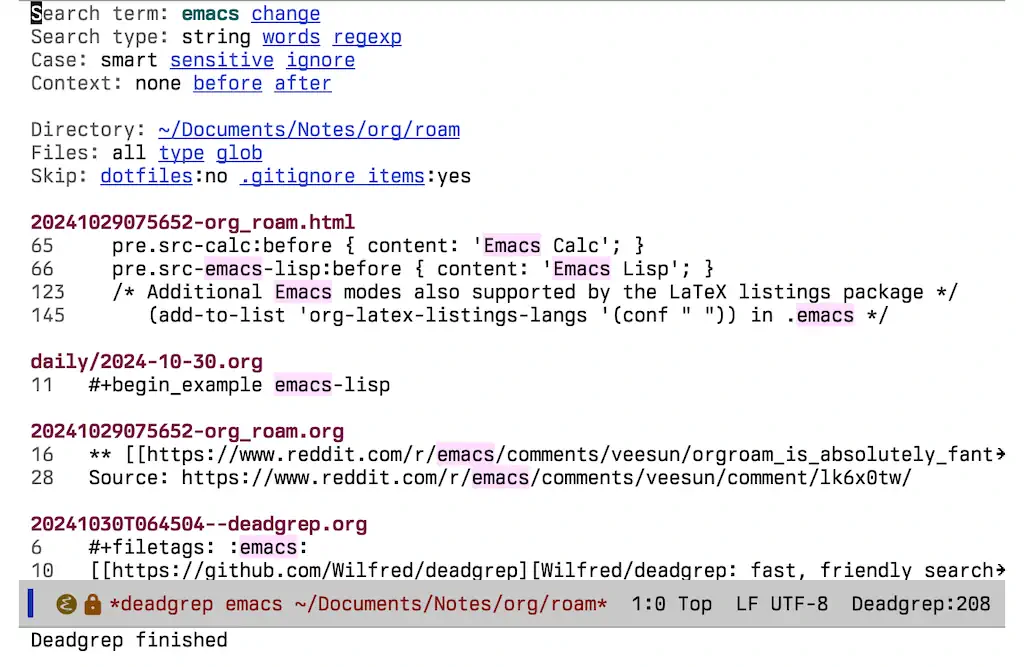 Search term: emacs change
Search type: string words regexp
Case: smart sensitive ignore
Context: none before after
Directory: ~/Documents/Notes/org/roam
Files: all type glob
Skip: dotfiles:no .gitignore items:yes
20241029075652-org_roam.html
65 pre.src-calc:before { content: 'Emacs Calc'; }
66 pre.src-emacs-lisp:before { content: 'Emacs Lisp'; }
123 /* Additional Emacs modes also supported by the LaTeX listings package */
145 (add-to-list 'org-latex-listings-langs '(conf " ")) in .emacs */
daily/2024-10-30.org
11 #+begin_example emacs-lisp
20241029075652-org_roam.org
16 ** [[https://www.reddit.com/r/emacs/comments/veesun/orgroam_is_absolutely_fant→
28 Source: https://www.reddit.com/r/emacs/comments/veesun/comment/lk6x0tw/
20241030T064504--deadgrep.org
6 #+filetags: :emacs:
10 [[https://github.com/Wilfred/deadgrep][Wilfred/deadgrep: fast, friendly search→
*deadgrep emacs ~/Documents/Notes/org/roam* 1:0 Top LF UTF-8 Deadgrep:208
Deadgrep finished